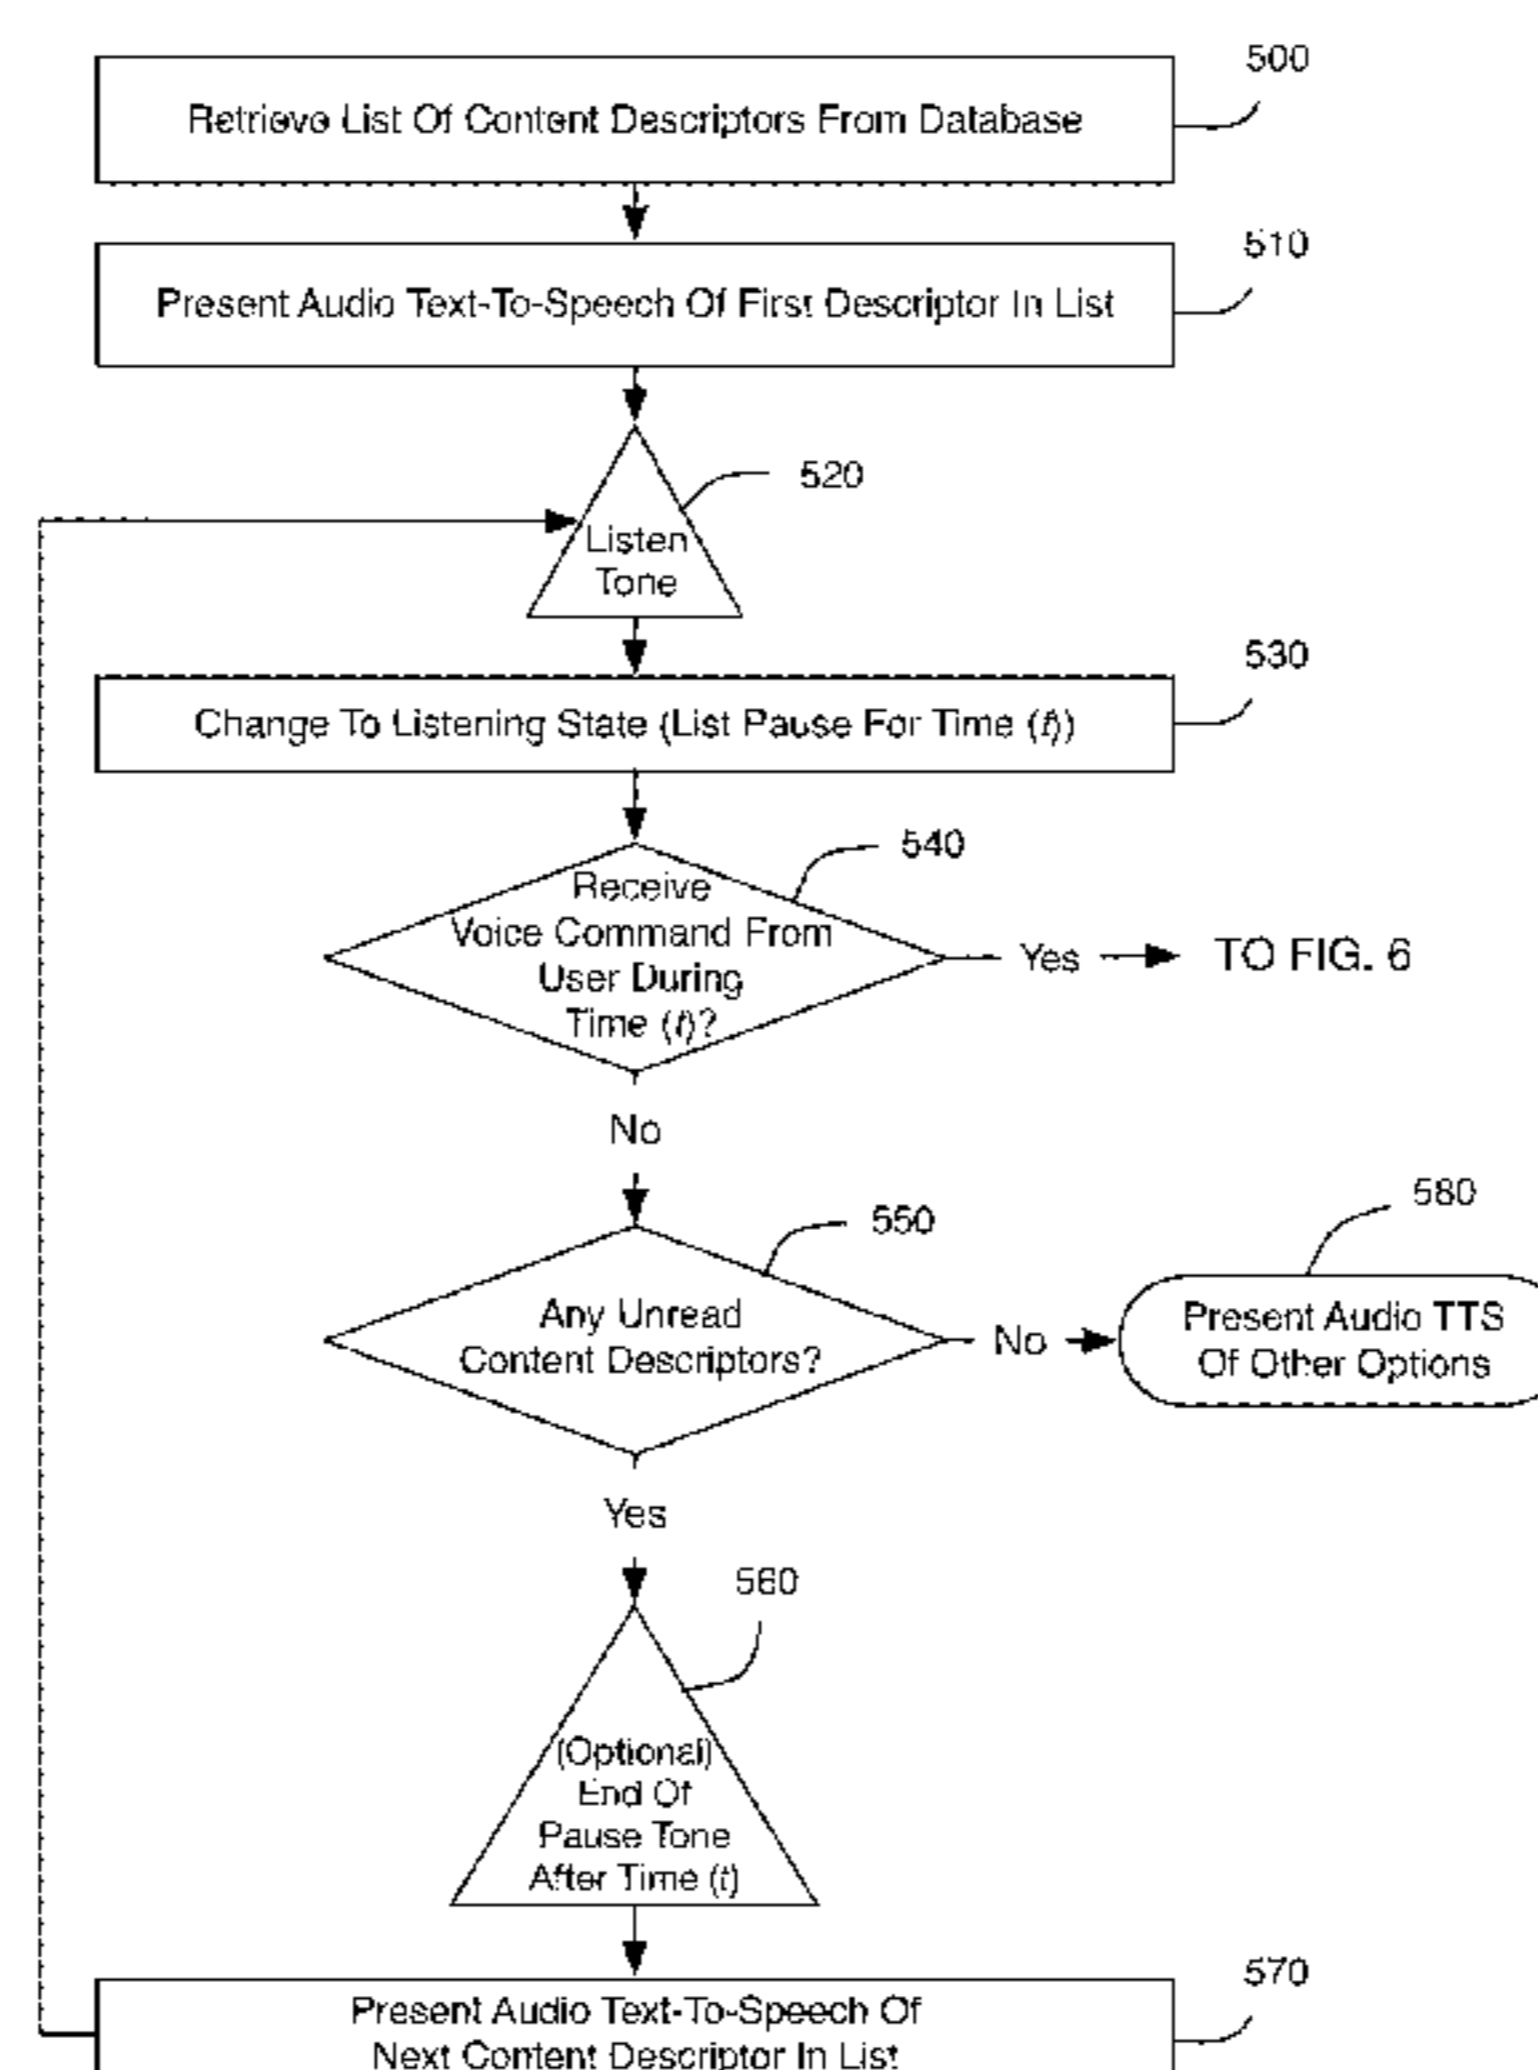 500
Retrieve List Of Content Descriptors From Database
510
Present Audio Text-To-Speech Of First Descriptor In List
520
Listen
Tone
530
Change To Listening State (List Pause For Time (t))
540
Receive
Voice Command From
User During
Time (t)?
Yes
TO FIG. 6
No
550
580
Any Unread
Content Descriptors?
No
Present Audio TTS
Of Other Options
Yes
560
(Optional)
End Of
Pause Tone
After Time (t)
570
Present Audio Text-To-Speech Of
Next Content Descriptor In List